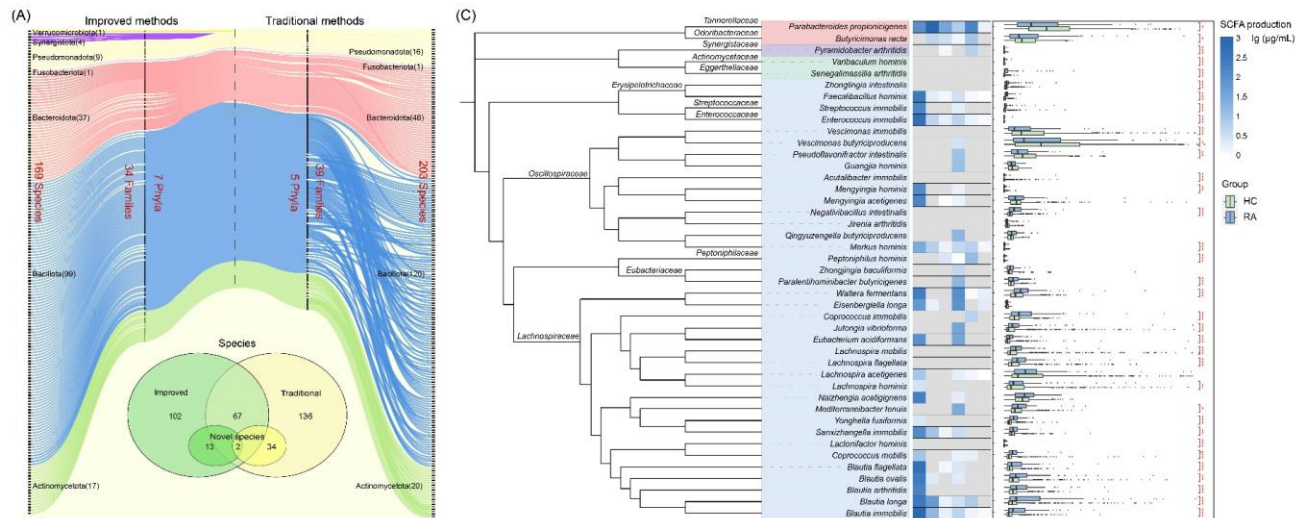 (A)
Improved methods
Traditional methods
Verrucomicrobiota(1)
Synergistota(4)
Pseudomonadota(9)
Fusobacteriota(1)
Bacteroidota(37)
Bacillota(99)
Actinomycetota(17)
169 Species
34 Families
7 Phyla
5 Phyla
39 Families
203 Species
Pseudomonadota(16)
Fusobacteriota(1)
Bacteroidota(46)
Bacillota(120)
Actinomycetota(20)
Species
Improved
Traditional
102
67
136
Novel species
13
2
34
(C)
Tannerellaceae
Odoribacteraceae
Synergistaceae
Actinomycetaceae
Eggerthellaceae
Erysipelotrichaceae
Streptococcaceae
Enterococcaceae
Oscillospiraceae
Peptoniphilaceae
Eubacteriaceae
Lachnospiraceae
Parabacteroides propionicigenes
Butyricimonas recta
Pyramidobacter arthritidis
Varibaculum hominis
Senegalimassilia arthritidis
Zhonglingia intestinalis
Faecalibacillus hominis
Streptococcus immobilis
Enterococcus immobilis
Vescimonas immobilis
Vescimonas butyriciproducens
Pseudoflavonifractor intestinalis
Guangjia hominis
Acutalibacter immobilis
Mengyingia hominis
Mengyingia acetigenes
Negativibacillus intestinalis
Jirenia arthritidis
Qingyuzengella butyriciproducens
Markus hominis
Peptoniphilus hominis
Zhongjingia baculiformis
Paralentihominibacter butyricigenes
Waltera fermentans
Eisenbergiella longa
Coprococcus immobilis
Jutongia vibrioforma
Eubacterium acidiformans
Lachnospira mobilis
Lachnospira flagellata
Lachnospira acetigenes
Lachnospira hominis
Naizhengia acetigignens
Mediterraneibacter tenuis
Yonghella fusiformis
Sanxizhangella immobilis
Lactonifactor hominis
Coprococcus mobilis
Blautia flagellata
Blautia ovalis
Blautia arthritidis
Blautia longa
Blautia immobilis
SCFA production
lg (μg/mL)
3
2.5
2
1.5
1
0.5
0
Group
HC
RA